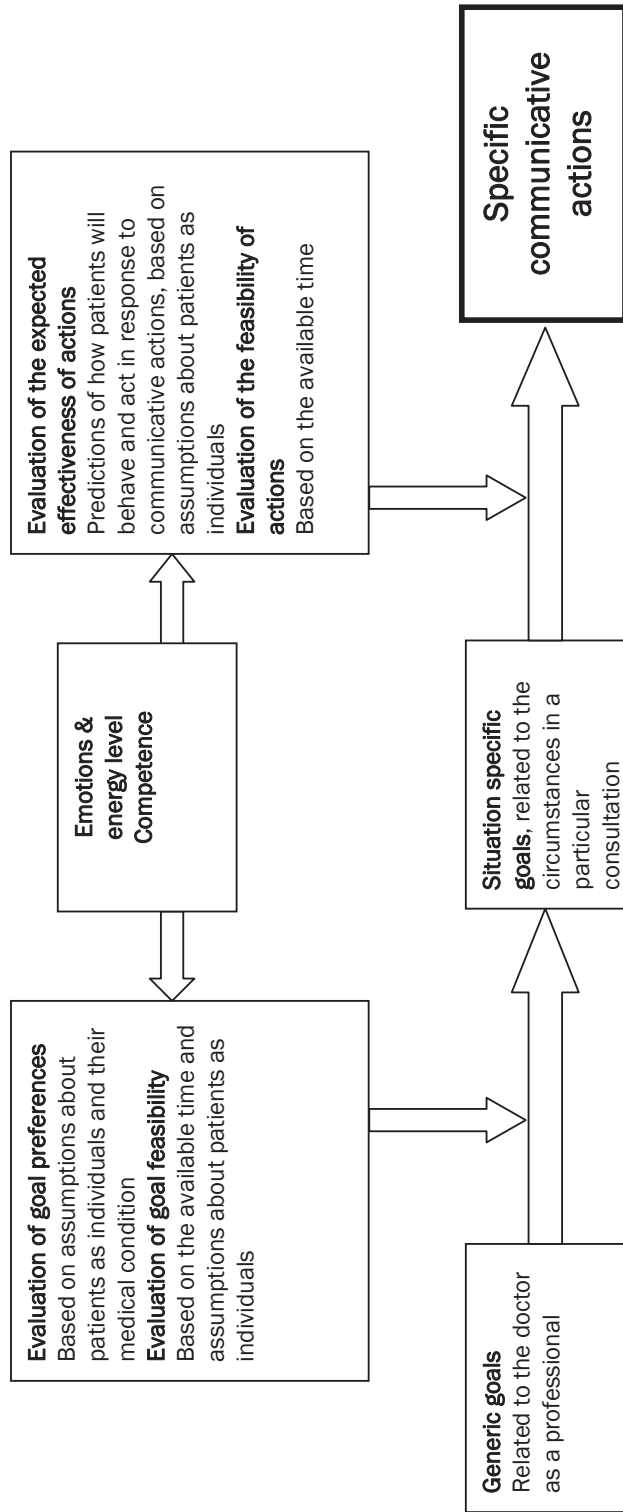 Evaluation of goal preferences
Based on assumptions about
patients as individuals and their
medical condition
Evaluation of goal feasibility
Based on the available time and
assumptions about patients as
individuals
Emotions &
energy level
Competence
Evaluation of the expected
effectiveness of actions
Predictions of how patients will
behave and act in response to
communicative actions, based on
assumptions about patients as
individuals
Evaluation of the feasibility of
actions
Based on the available time
Generic goals
Related to the doctor
as a professional
Situation specific
goals, related to the
circumstances in a
particular
consultation
Specific
communicative
actions